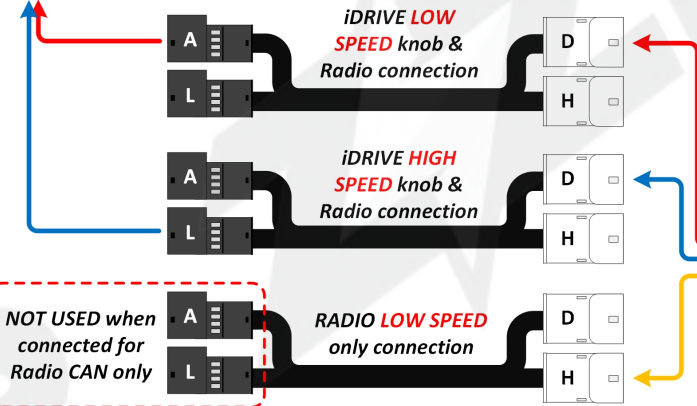 iDRIVE LOW
SPEED knob &
Radio connection
A
D
L
H
iDRIVE HIGH
SPEED knob &
Radio connection
A
D
L
H
NOT USED when
connected for
Radio CAN only
A
RADIO LOW SPEED
only connection
D
L
H